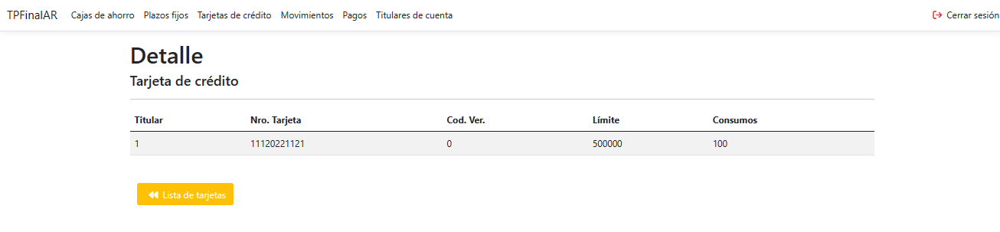 TPFinalAR Cajas de ahorro Plazos fijos Tarjetas de crédito Movimientos Pagos Titulares de cuenta Cerrar sesión
Detalle
Tarjeta de crédito
Titular Nro. Tarjeta Cod. Ver. Límite Consumos
1 11120221121 0 500000 100
Lista de tarjetas